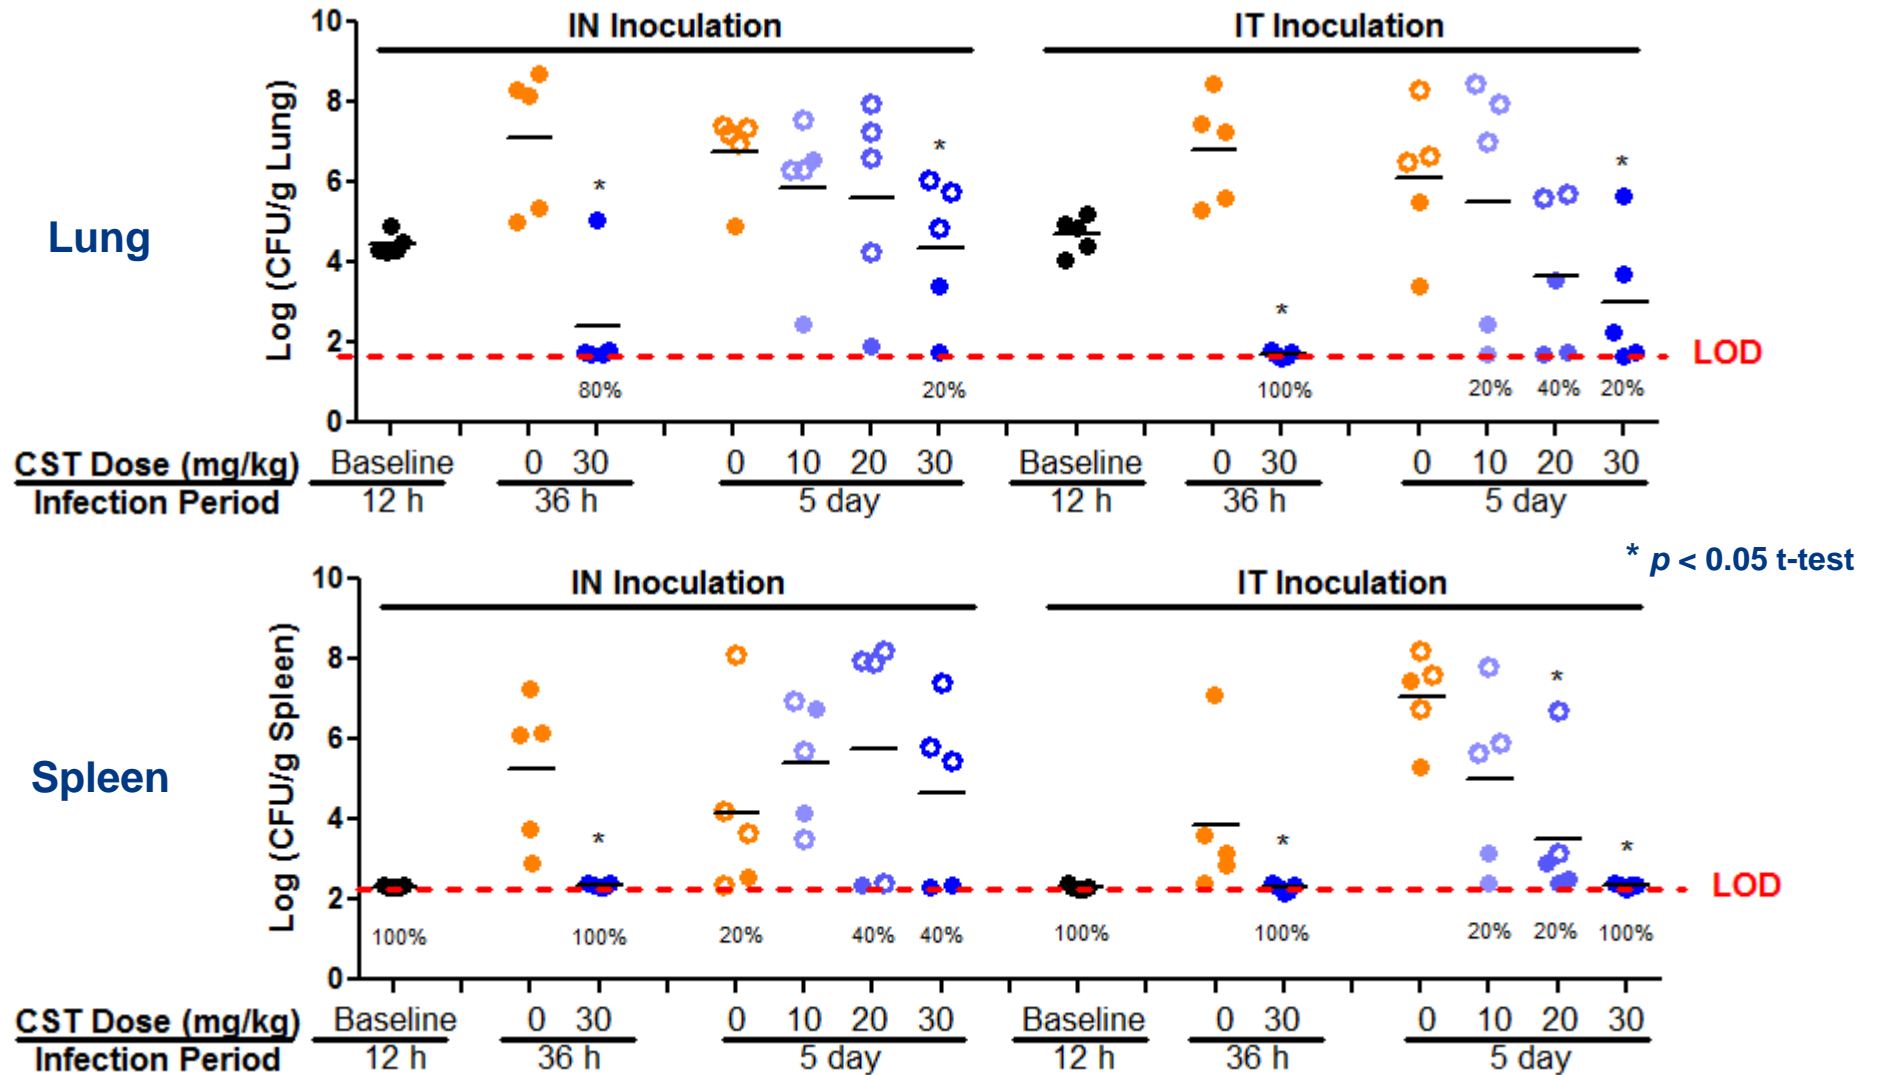 IN Inoculation IT Inoculation
10
8
6
4
2
0
Log (CFU/g Lung)
Lung
* * * *
LOD
80% 20% 100% 20% 40% 20%
CST Dose (mg/kg) Baseline 0 30 0 10 20 30 Baseline 0 30 0 10 20 30
Infection Period 12 h 36 h 5 day 12 h 36 h 5 day
* p < 0.05 t-test
IN Inoculation IT Inoculation
10
8
6
4
2
0
Log (CFU/g Spleen)
Spleen
* * * *
LOD
100% 100% 20% 40% 40% 100% 100% 20% 20% 100%
CST Dose (mg/kg) Baseline 0 30 0 10 20 30 Baseline 0 30 0 10 20 30
Infection Period 12 h 36 h 5 day 12 h 36 h 5 day